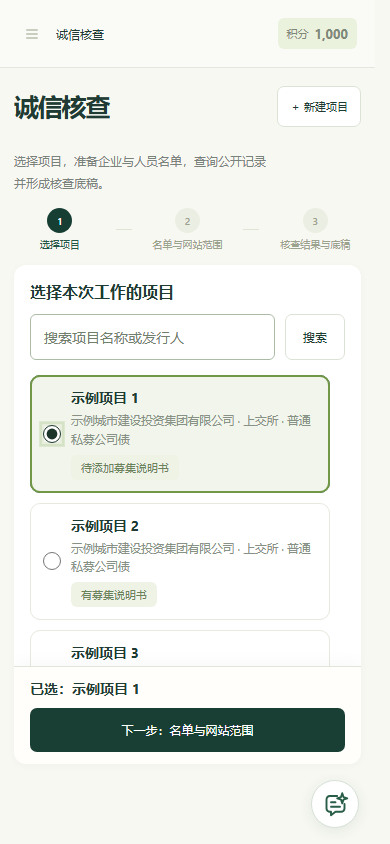 诚信核查
积分 1,000
诚信核查
+ 新建项目
选择项目，准备企业与人员名单，查询公开记录
并形成核查底稿。
1
2
3
选择项目
名单与网站范围
核查结果与底稿
选择本次工作的项目
搜索项目名称或发行人
搜索
示例项目 1
示例城市建设投资集团有限公司 · 上交所 · 普通
私募公司债
待添加募集说明书
示例项目 2
示例城市建设投资集团有限公司 · 上交所 · 普通
私募公司债
有募集说明书
示例项目 3
已选：示例项目 1
下一步：名单与网站范围